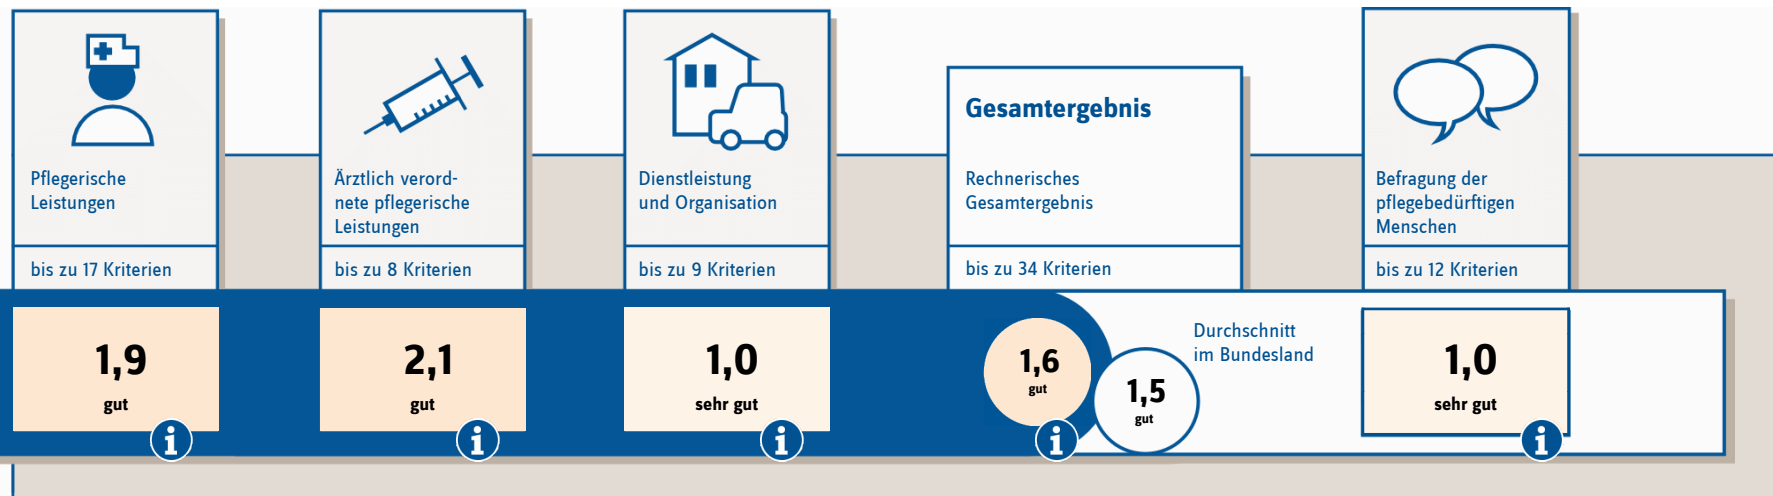 Pflegerische
Leistungen
bis zu 17 Kriterien
1,9
gut
i
Ärztlich verord-
nete pflegerische
Leistungen
bis zu 8 Kriterien
2,1
gut
i
Dienstleistung
und Organisation
bis zu 9 Kriterien
1,0
sehr gut
i
Gesamtergebnis
Rechnerisches
Gesamtergebnis
bis zu 34 Kriterien
1,6
gut
i
1,5
gut
Durchschnitt
im Bundesland
Befragung der
pflegebedürftigen
Menschen
bis zu 12 Kriterien
1,0
sehr gut
i